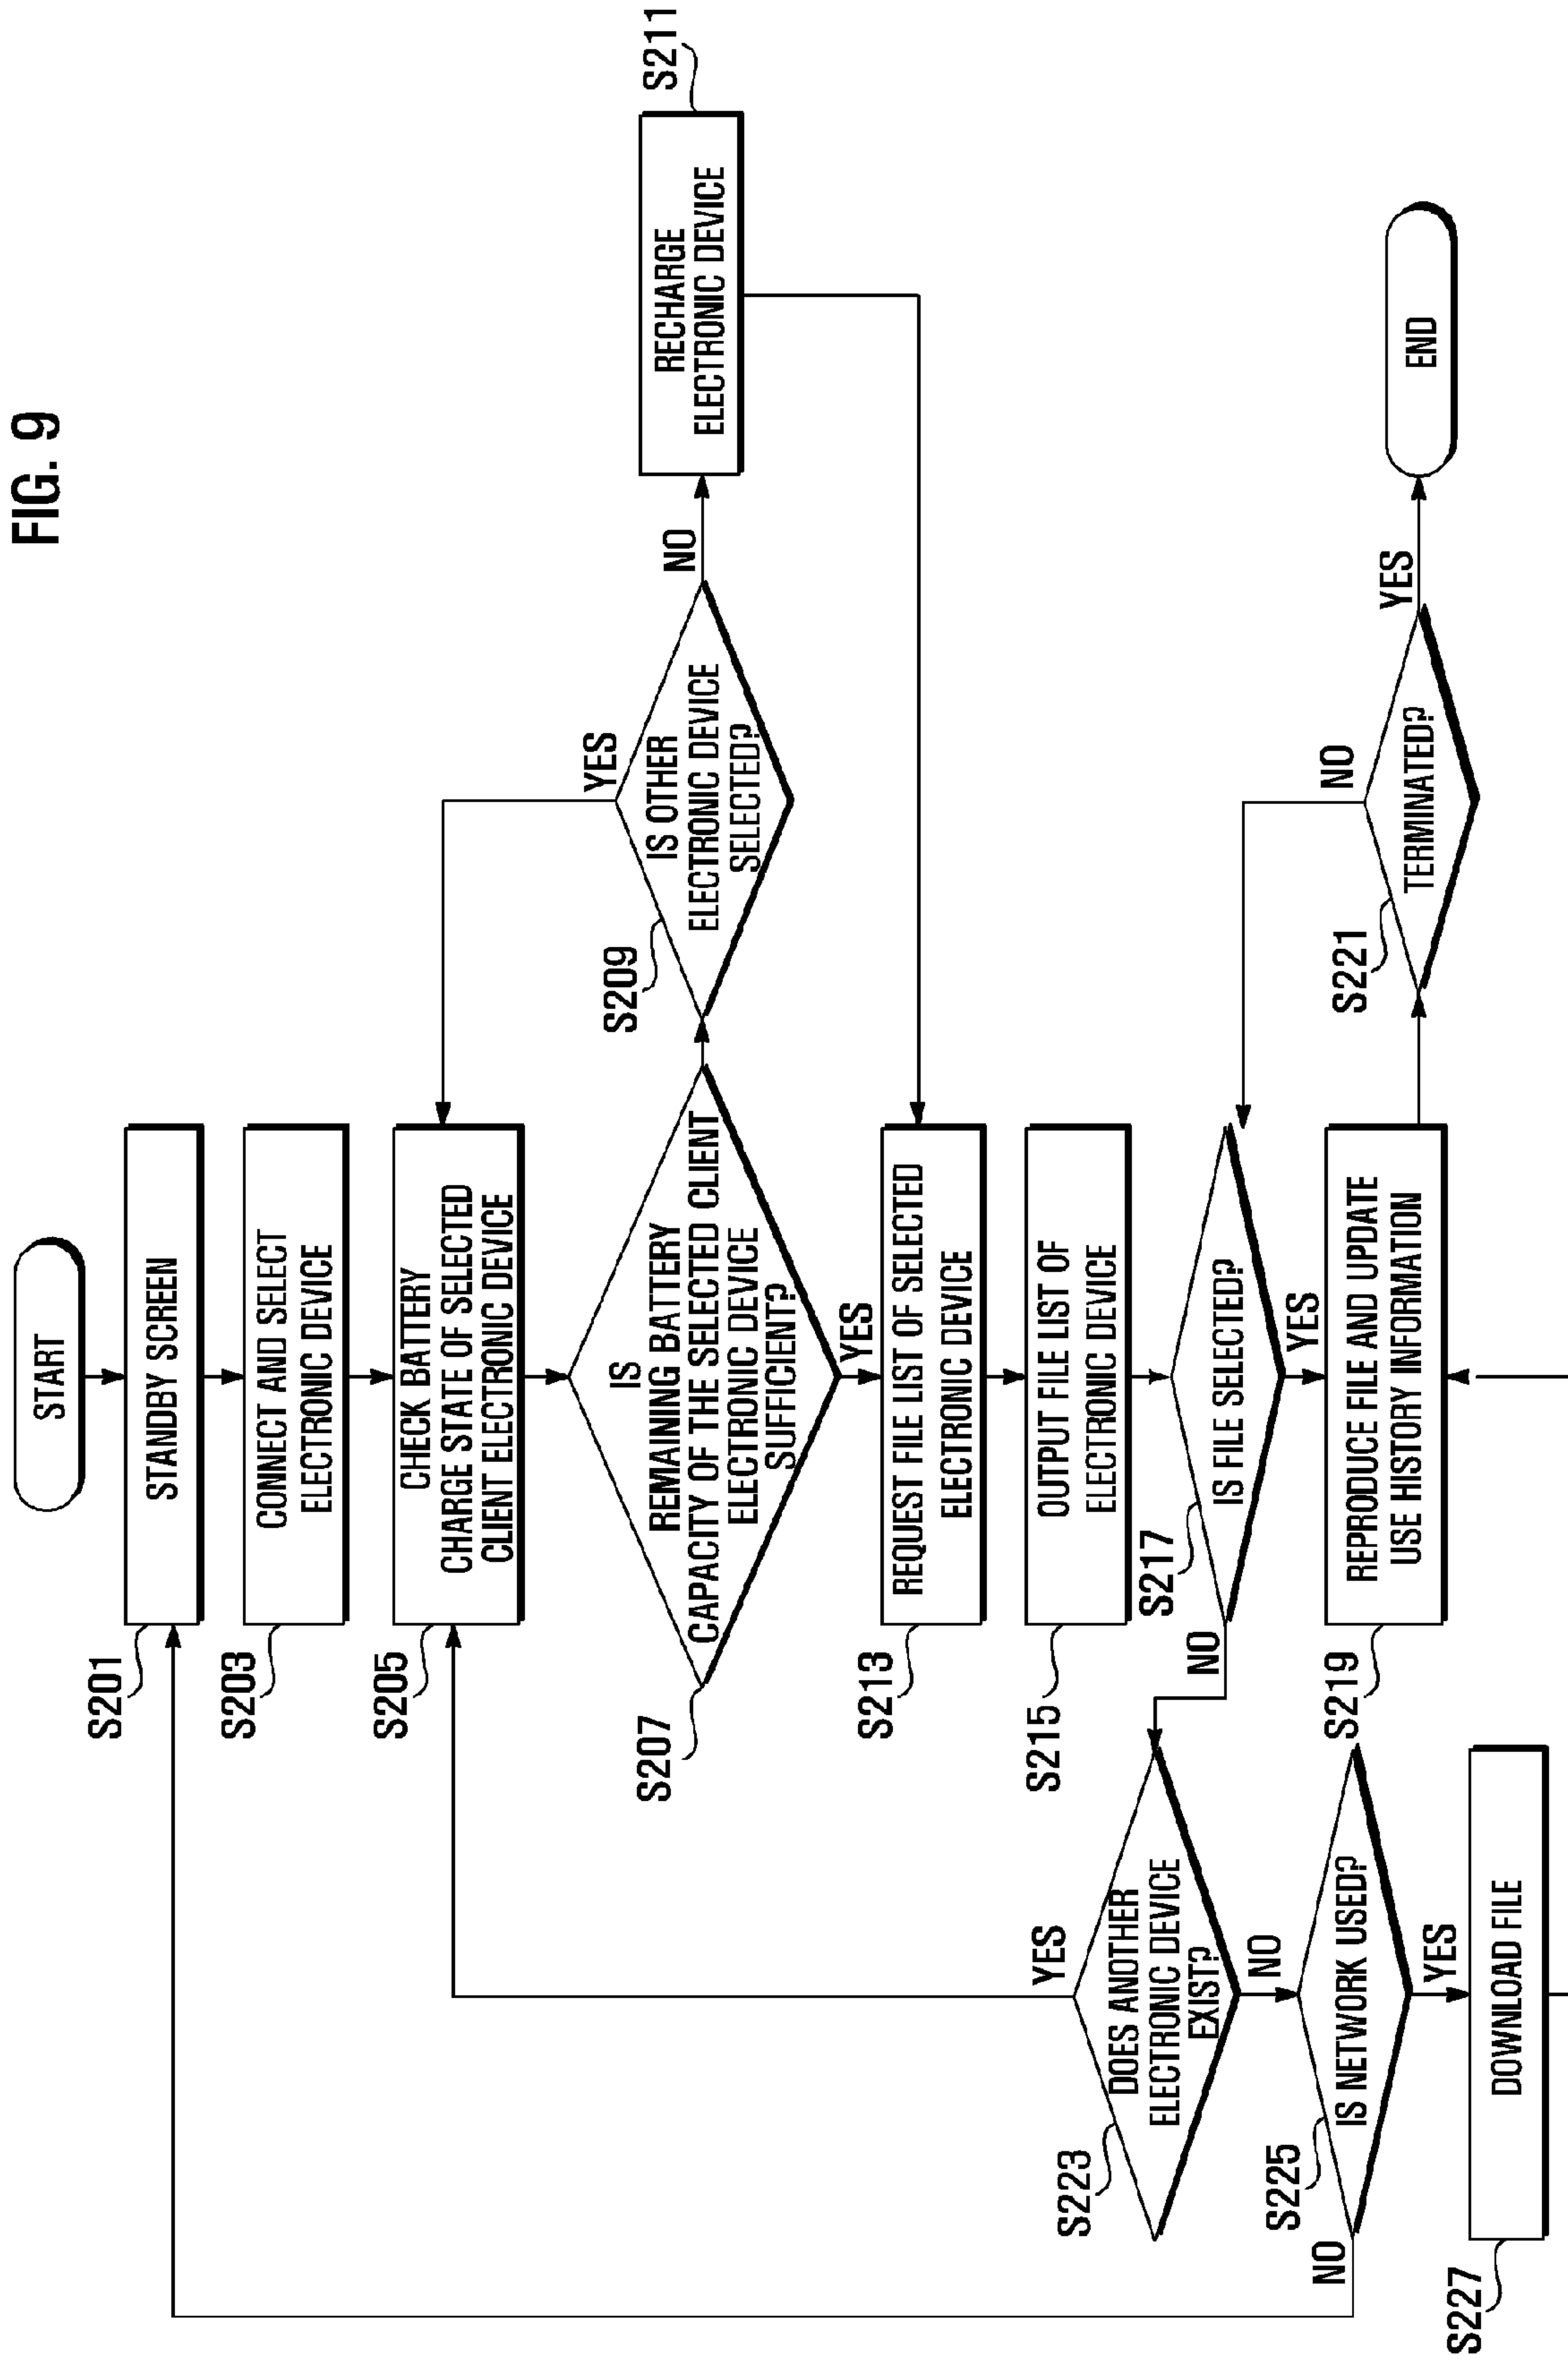 FIG. 9
START
S201
STANDBY SCREEN
S203
CONNECT AND SELECT
ELECTRONIC DEVICE
S205
CHECK BATTERY
CHARGE STATE OF SELECTED
CLIENT ELECTRONIC DEVICE
S207
IS
REMAINING BATTERY
CAPACITY OF THE SELECTED CLIENT
ELECTRONIC DEVICE
SUFFICIENT?
YES
S209
IS OTHER
ELECTRONIC DEVICE
SELECTED?
YES
NO
S211
RECHARGE
ELECTRONIC DEVICE
S213
REQUEST FILE LIST OF SELECTED
ELECTRONIC DEVICE
S215
OUTPUT FILE LIST OF
ELECTRONIC DEVICE
S217
IS FILE SELECTED?
NO
YES
S219
REPRODUCE FILE AND UPDATE
USE HISTORY INFORMATION
S221
TERMINATED?
NO
YES
END
S223
DOES ANOTHER
ELECTRONIC DEVICE
EXIST?
YES
NO
S225
IS NETWORK USED?
NO
YES
S227
DOWNLOAD FILE